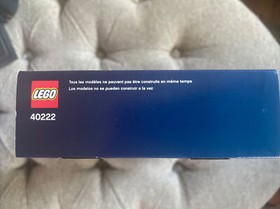 Tous les modèles ne peuvent pas être construits en même temps
Los modelos no se pueden construir a la vez
LEGO
40222